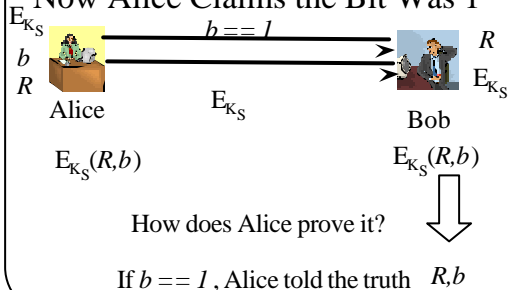 Now Alice Claims the Bit Was 1
E_{K_S}
b == 1
b
R
R
E_{K_S}
Alice
E_{K_S}
Bob
E_{K_S}(R,b)
E_{K_S}(R,b)
How does Alice prove it?
If b == 1, Alice told the truth
R,b